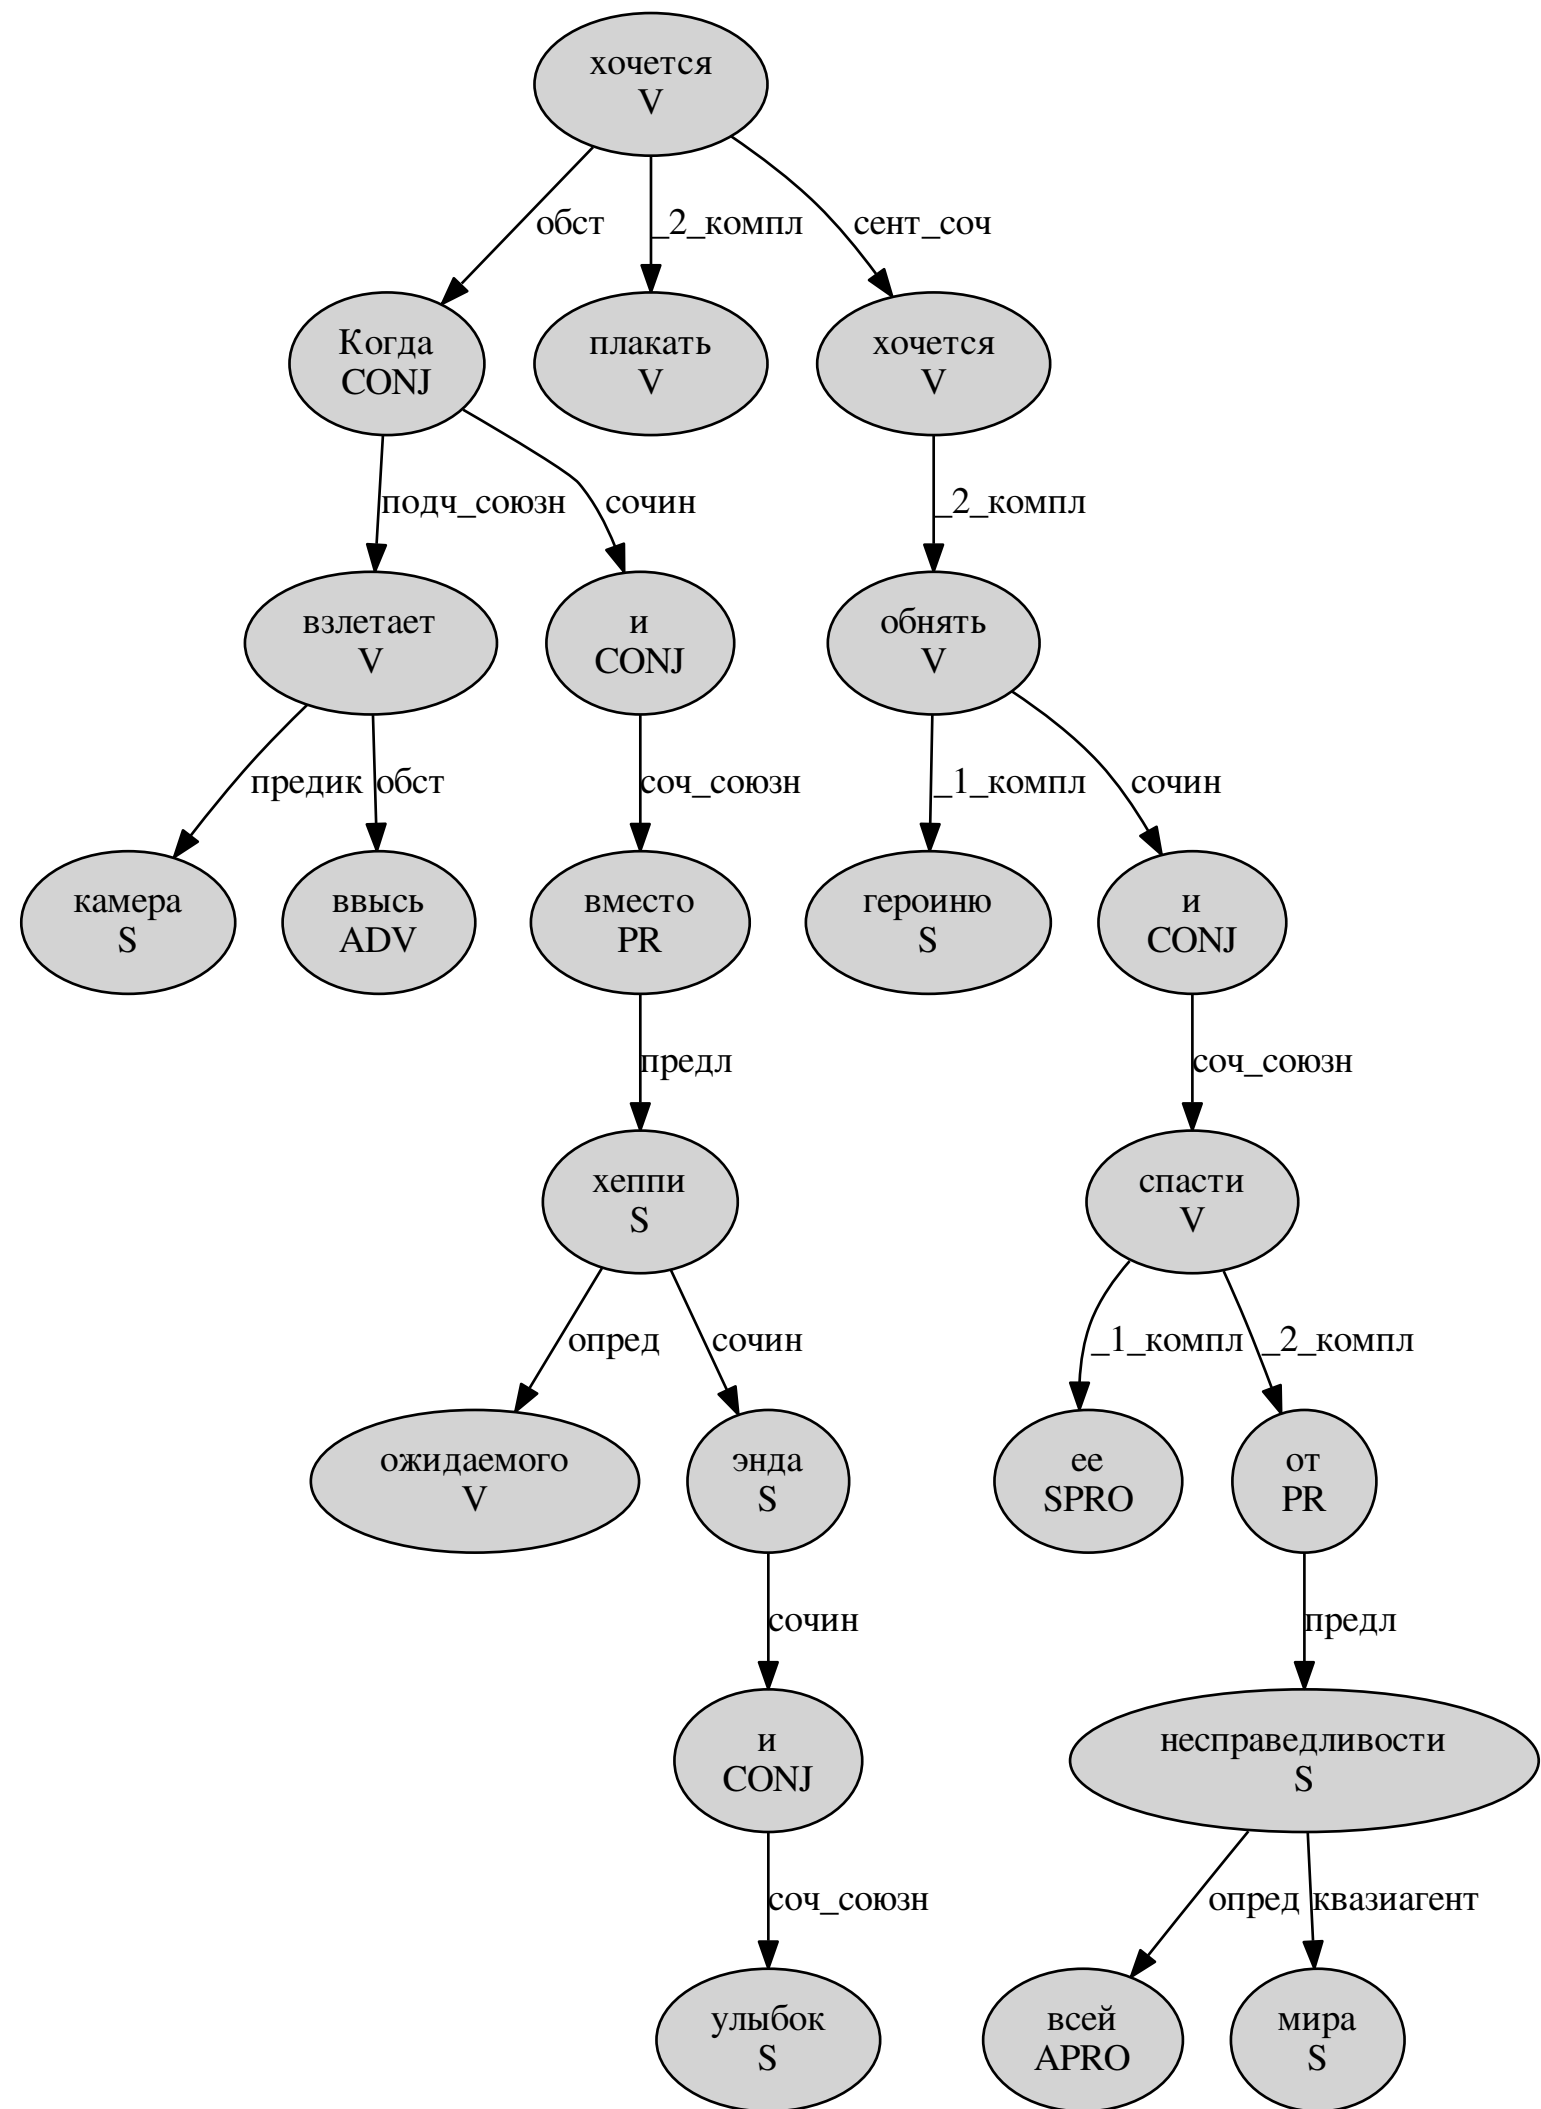 хочется
V
обст
_2_компл
сент_соч
Когда
CONJ
плакать
V
хочется
V
подч_союзн
сочин
_2_компл
взлетает
V
и
CONJ
обнять
V
предик
обст
соч_союзн
_1_компл
сочин
камера
S
ввысь
ADV
вместо
PR
героиню
S
и
CONJ
предл
соч_союзн
хеппи
S
спасти
V
опред
сочин
_1_компл
_2_компл
ожидаемого
V
энда
S
ее
SPRO
от
PR
сочин
предл
и
CONJ
несправедливости
S
соч_союзн
опред
квазиагент
улыбок
S
всей
APRO
мира
S